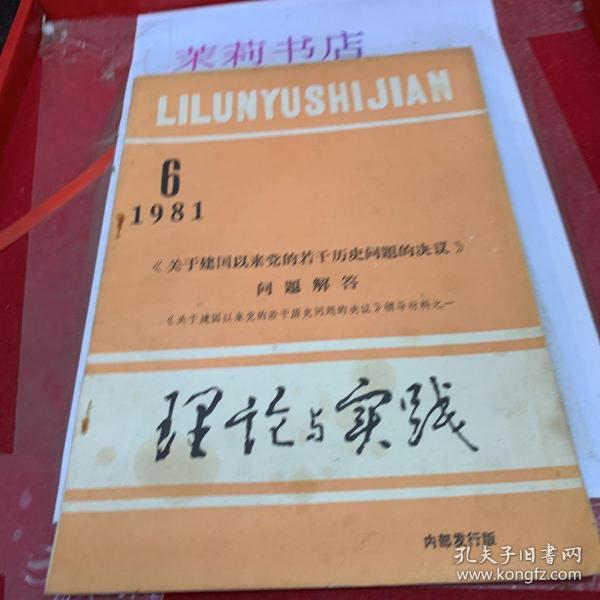 茉莉书店
LILUNYUSHIJIAN
6
1981
《关于建国以来党的若干历史问题的决议》
问题解答
《关于建国以来党的若干历史问题的决议》辅导材料之一
理论与实践
内部发行版
孔夫子旧书网
www.kongfz.com